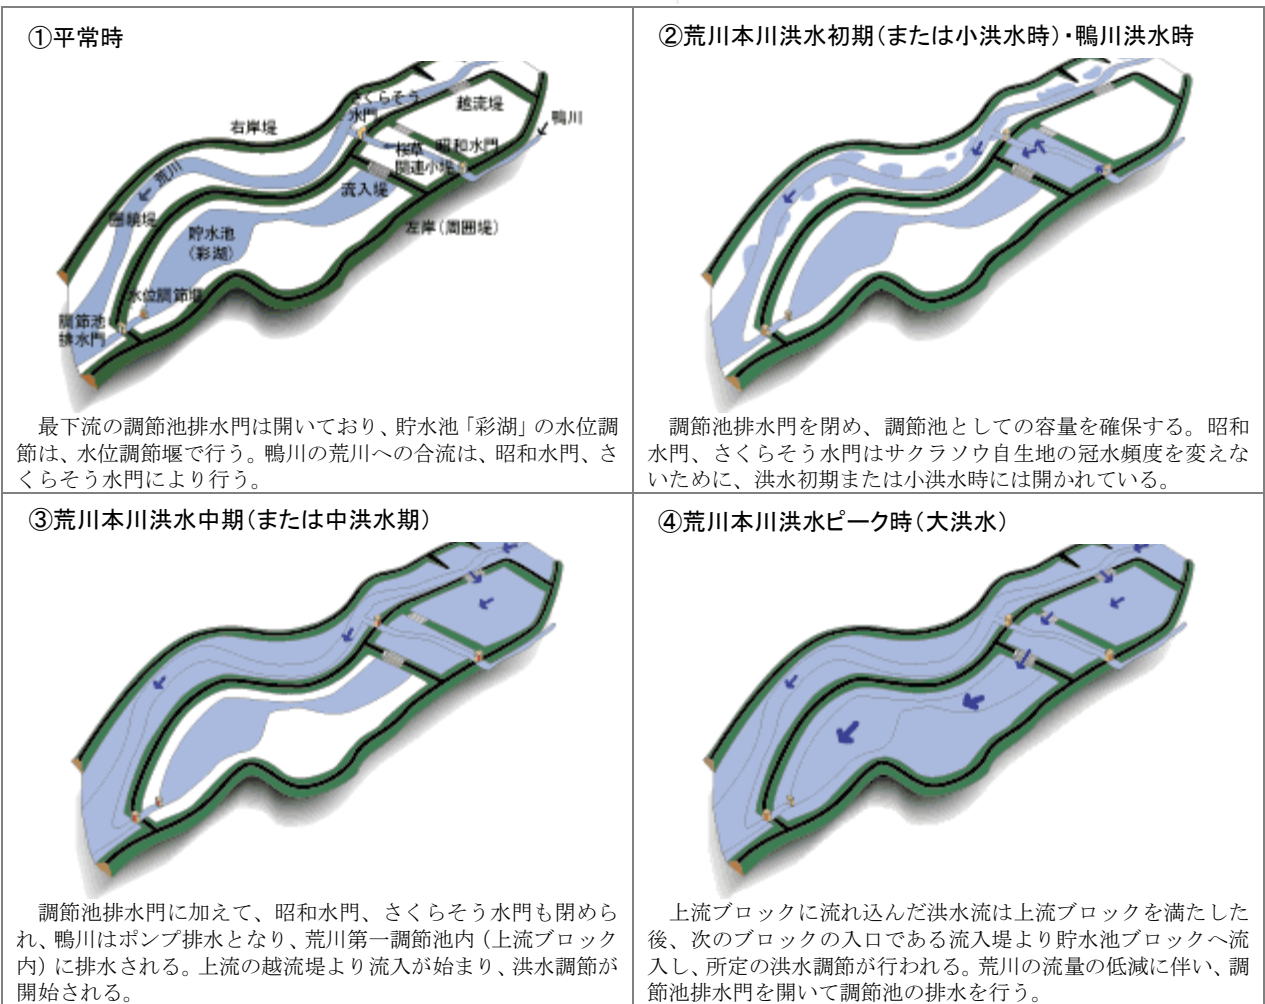 ①平常時
さくらそう
水門
越流堤
鴨川
右岸堤
桜草
関連小堤
昭和水門
荒川
流入堤
囲繞堤
貯水池
(彩湖)
左岸(周囲堤)
水位調節堰
調節池
排水門
最下流の調節池排水門は開いており、貯水池「彩湖」の水位調
節は、水位調節堰で行う。鴨川の荒川への合流は、昭和水門、さ
くらそう水門により行う。
②荒川本川洪水初期(または小洪水時)・鴨川洪水時
調節池排水門を閉め、調節池としての容量を確保する。昭和
水門、さくらそう水門はサクラソウ自生地の冠水頻度を変えな
いために、洪水初期または小洪水時には開かれている。
③荒川本川洪水中期(または中洪水期)
調節池排水門に加えて、昭和水門、さくらそう水門も閉めら
れ、鴨川はポンプ排水となり、荒川第一調節池内(上流ブロック
内)に排水される。上流の越流堤より流入が始まり、洪水調節が
開始される。
④荒川本川洪水ピーク時(大洪水)
上流ブロックに流れ込んだ洪水流は上流ブロックを満たした
後、次のブロックの入口である流入堤より貯水池ブロックへ流
入し、所定の洪水調節が行われる。荒川の流量の低減に伴い、調
節池排水門を開いて調節池の排水を行う。